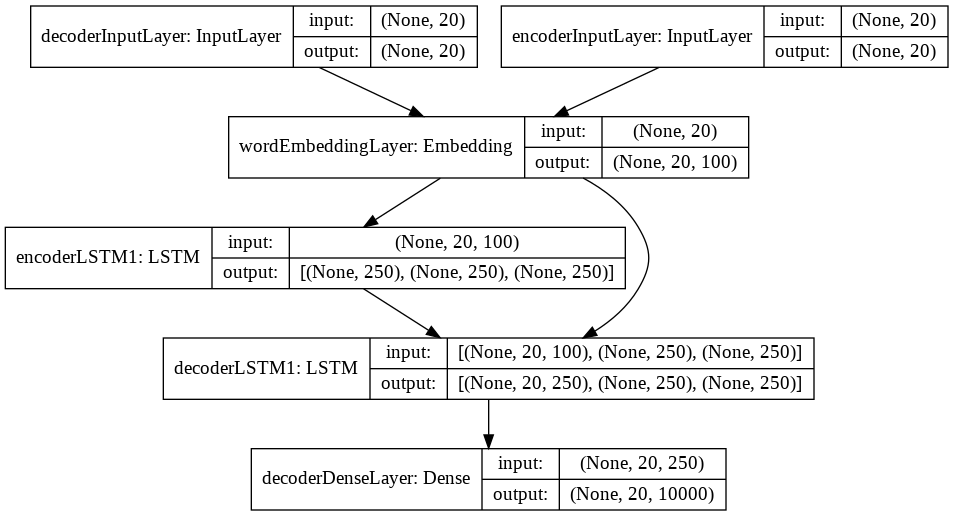 decoderInputLayer: InputLayer
input: (None, 20)
output: (None, 20)
encoderInputLayer: InputLayer
input: (None, 20)
output: (None, 20)
wordEmbeddingLayer: Embedding
input: (None, 20)
output: (None, 20, 100)
encoderLSTM1: LSTM
input: (None, 20, 100)
output: [(None, 250), (None, 250), (None, 250)]
decoderLSTM1: LSTM
input: [(None, 20, 100), (None, 250), (None, 250)]
output: [(None, 20, 250), (None, 250), (None, 250)]
decoderDenseLayer: Dense
input: (None, 20, 250)
output: (None, 20, 10000)